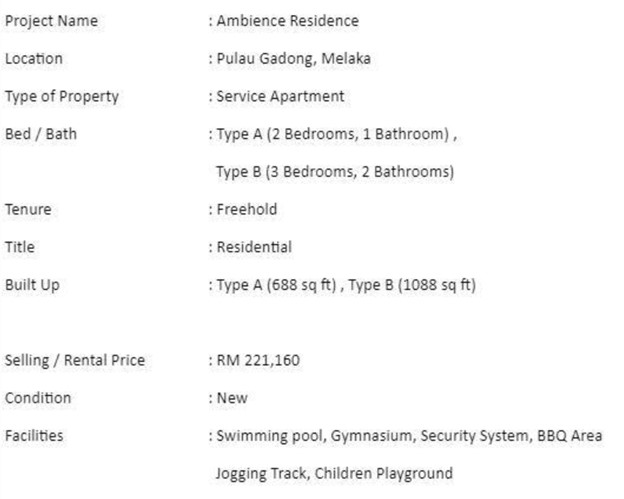 Project Name : Ambience Residence
Location : Pulau Gadong, Melaka
Type of Property : Service Apartment
Bed / Bath : Type A (2 Bedrooms, 1 Bathroom) ,
Type B (3 Bedrooms, 2 Bathrooms)
Tenure : Freehold
Title : Residential
Built Up : Type A (688 sq ft) , Type B (1088 sq ft)
Selling / Rental Price : RM 221,160
Condition : New
Facilities : Swimming pool, Gymnasium, Security System, BBQ Area
Jogging Track, Children Playground